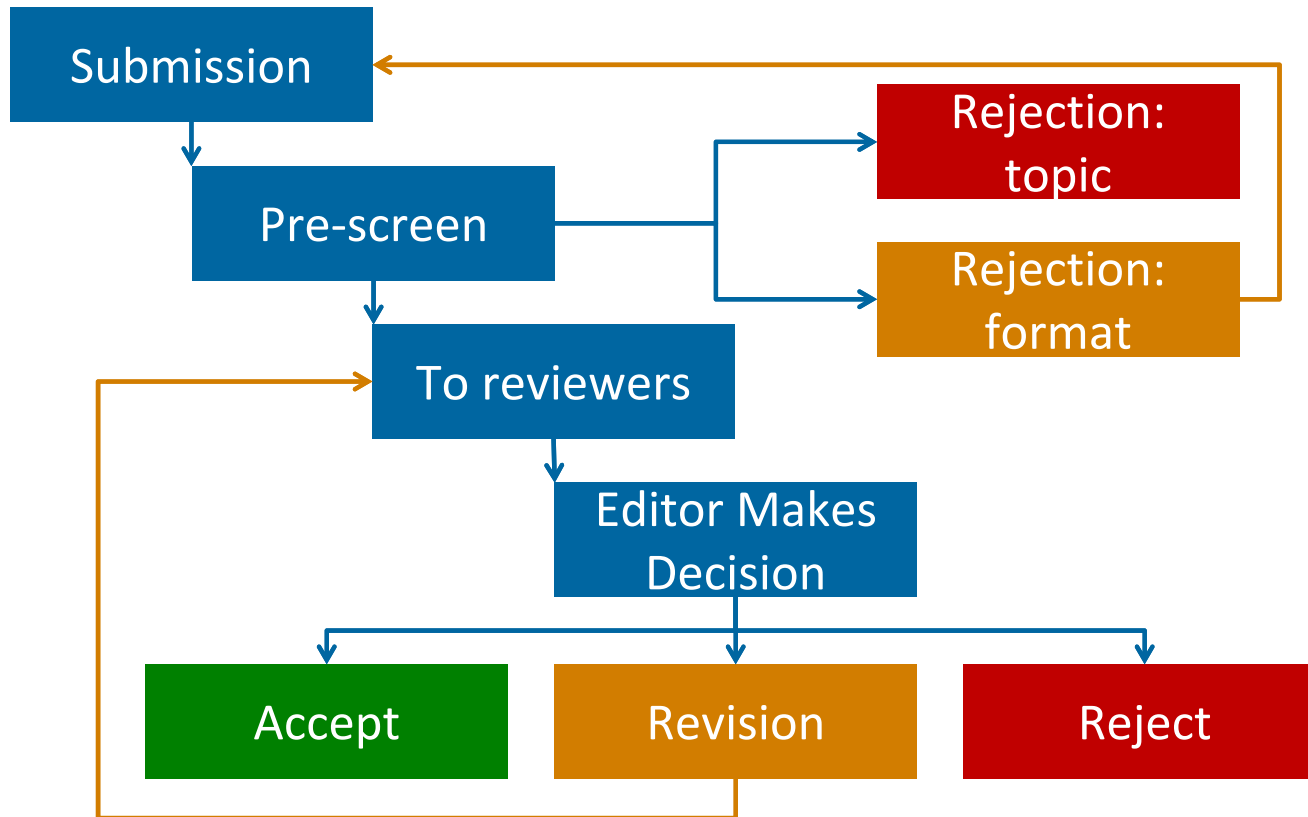 Submission
Rejection:
topic
Pre-screen
Rejection:
format
To reviewers
Editor Makes
Decision
Accept
Revision
Reject